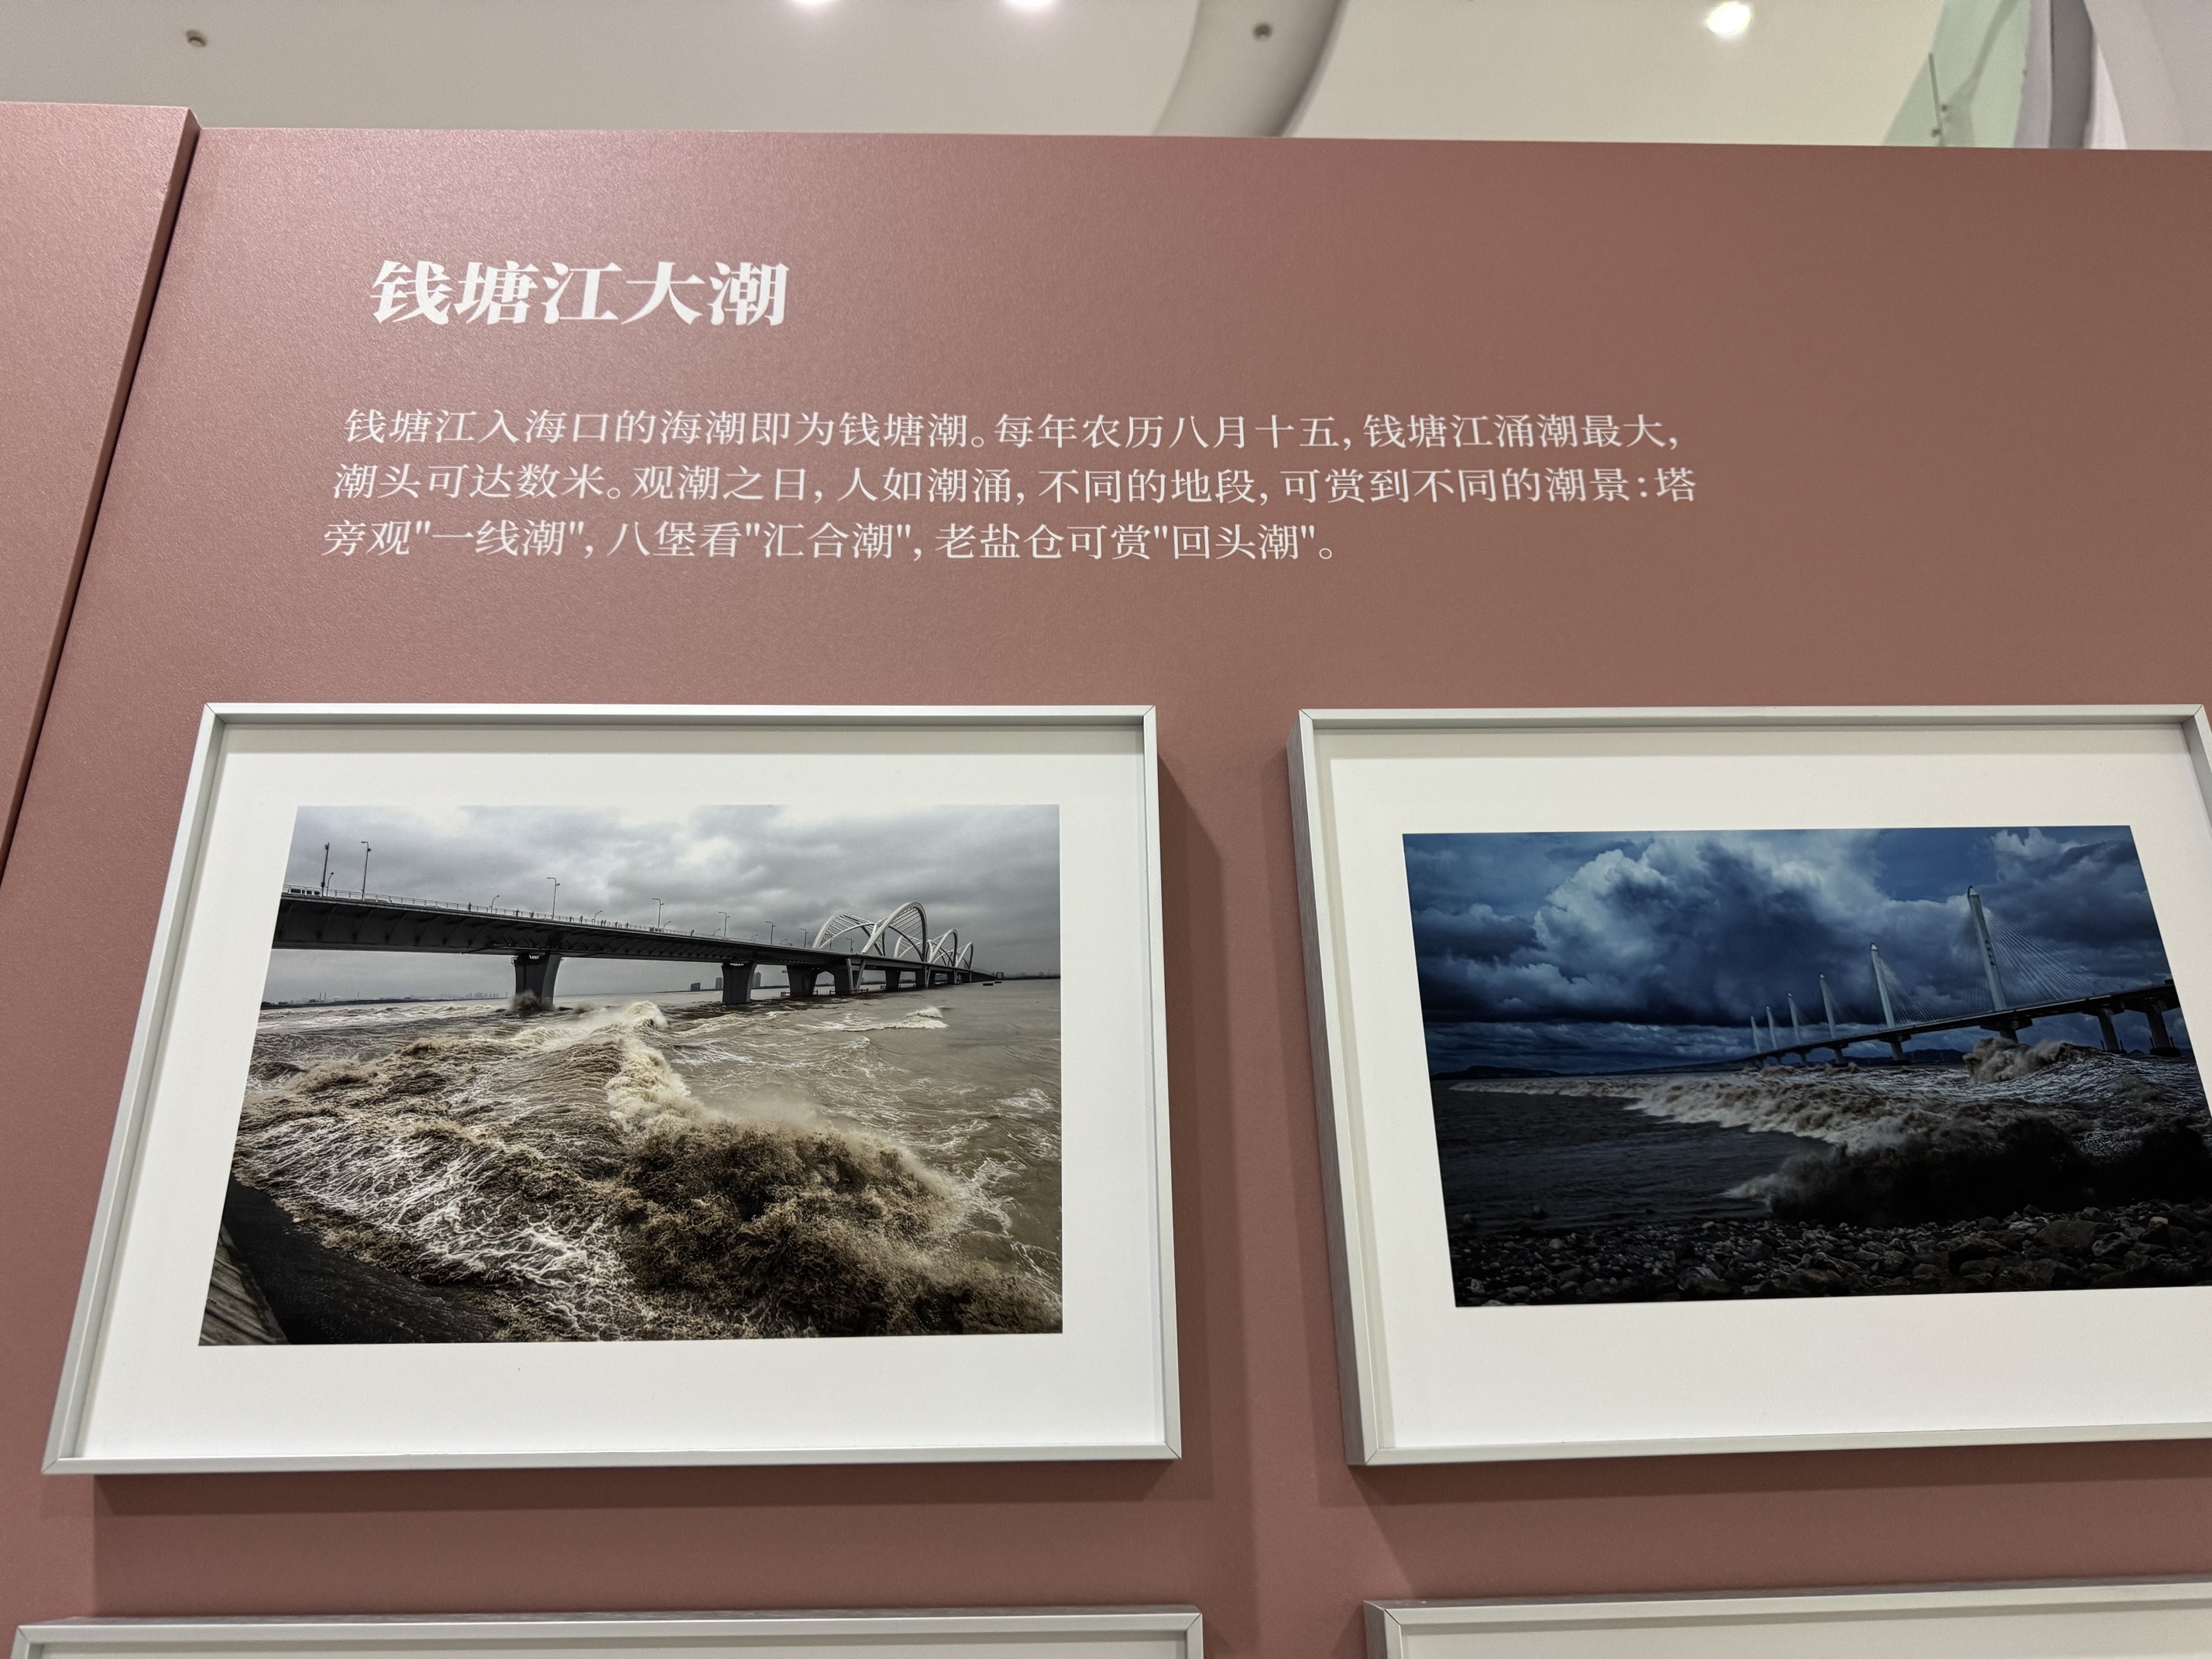 钱塘江大潮
钱塘江入海口的海潮即为钱塘潮。每年农历八月十五，钱塘江涌潮最大，
潮头可达数米。观潮之日，人如潮涌，不同的地段，可赏到不同的潮景：塔
旁观"一线潮"，八堡看"汇合潮"，老盐仓可赏"回头潮"。